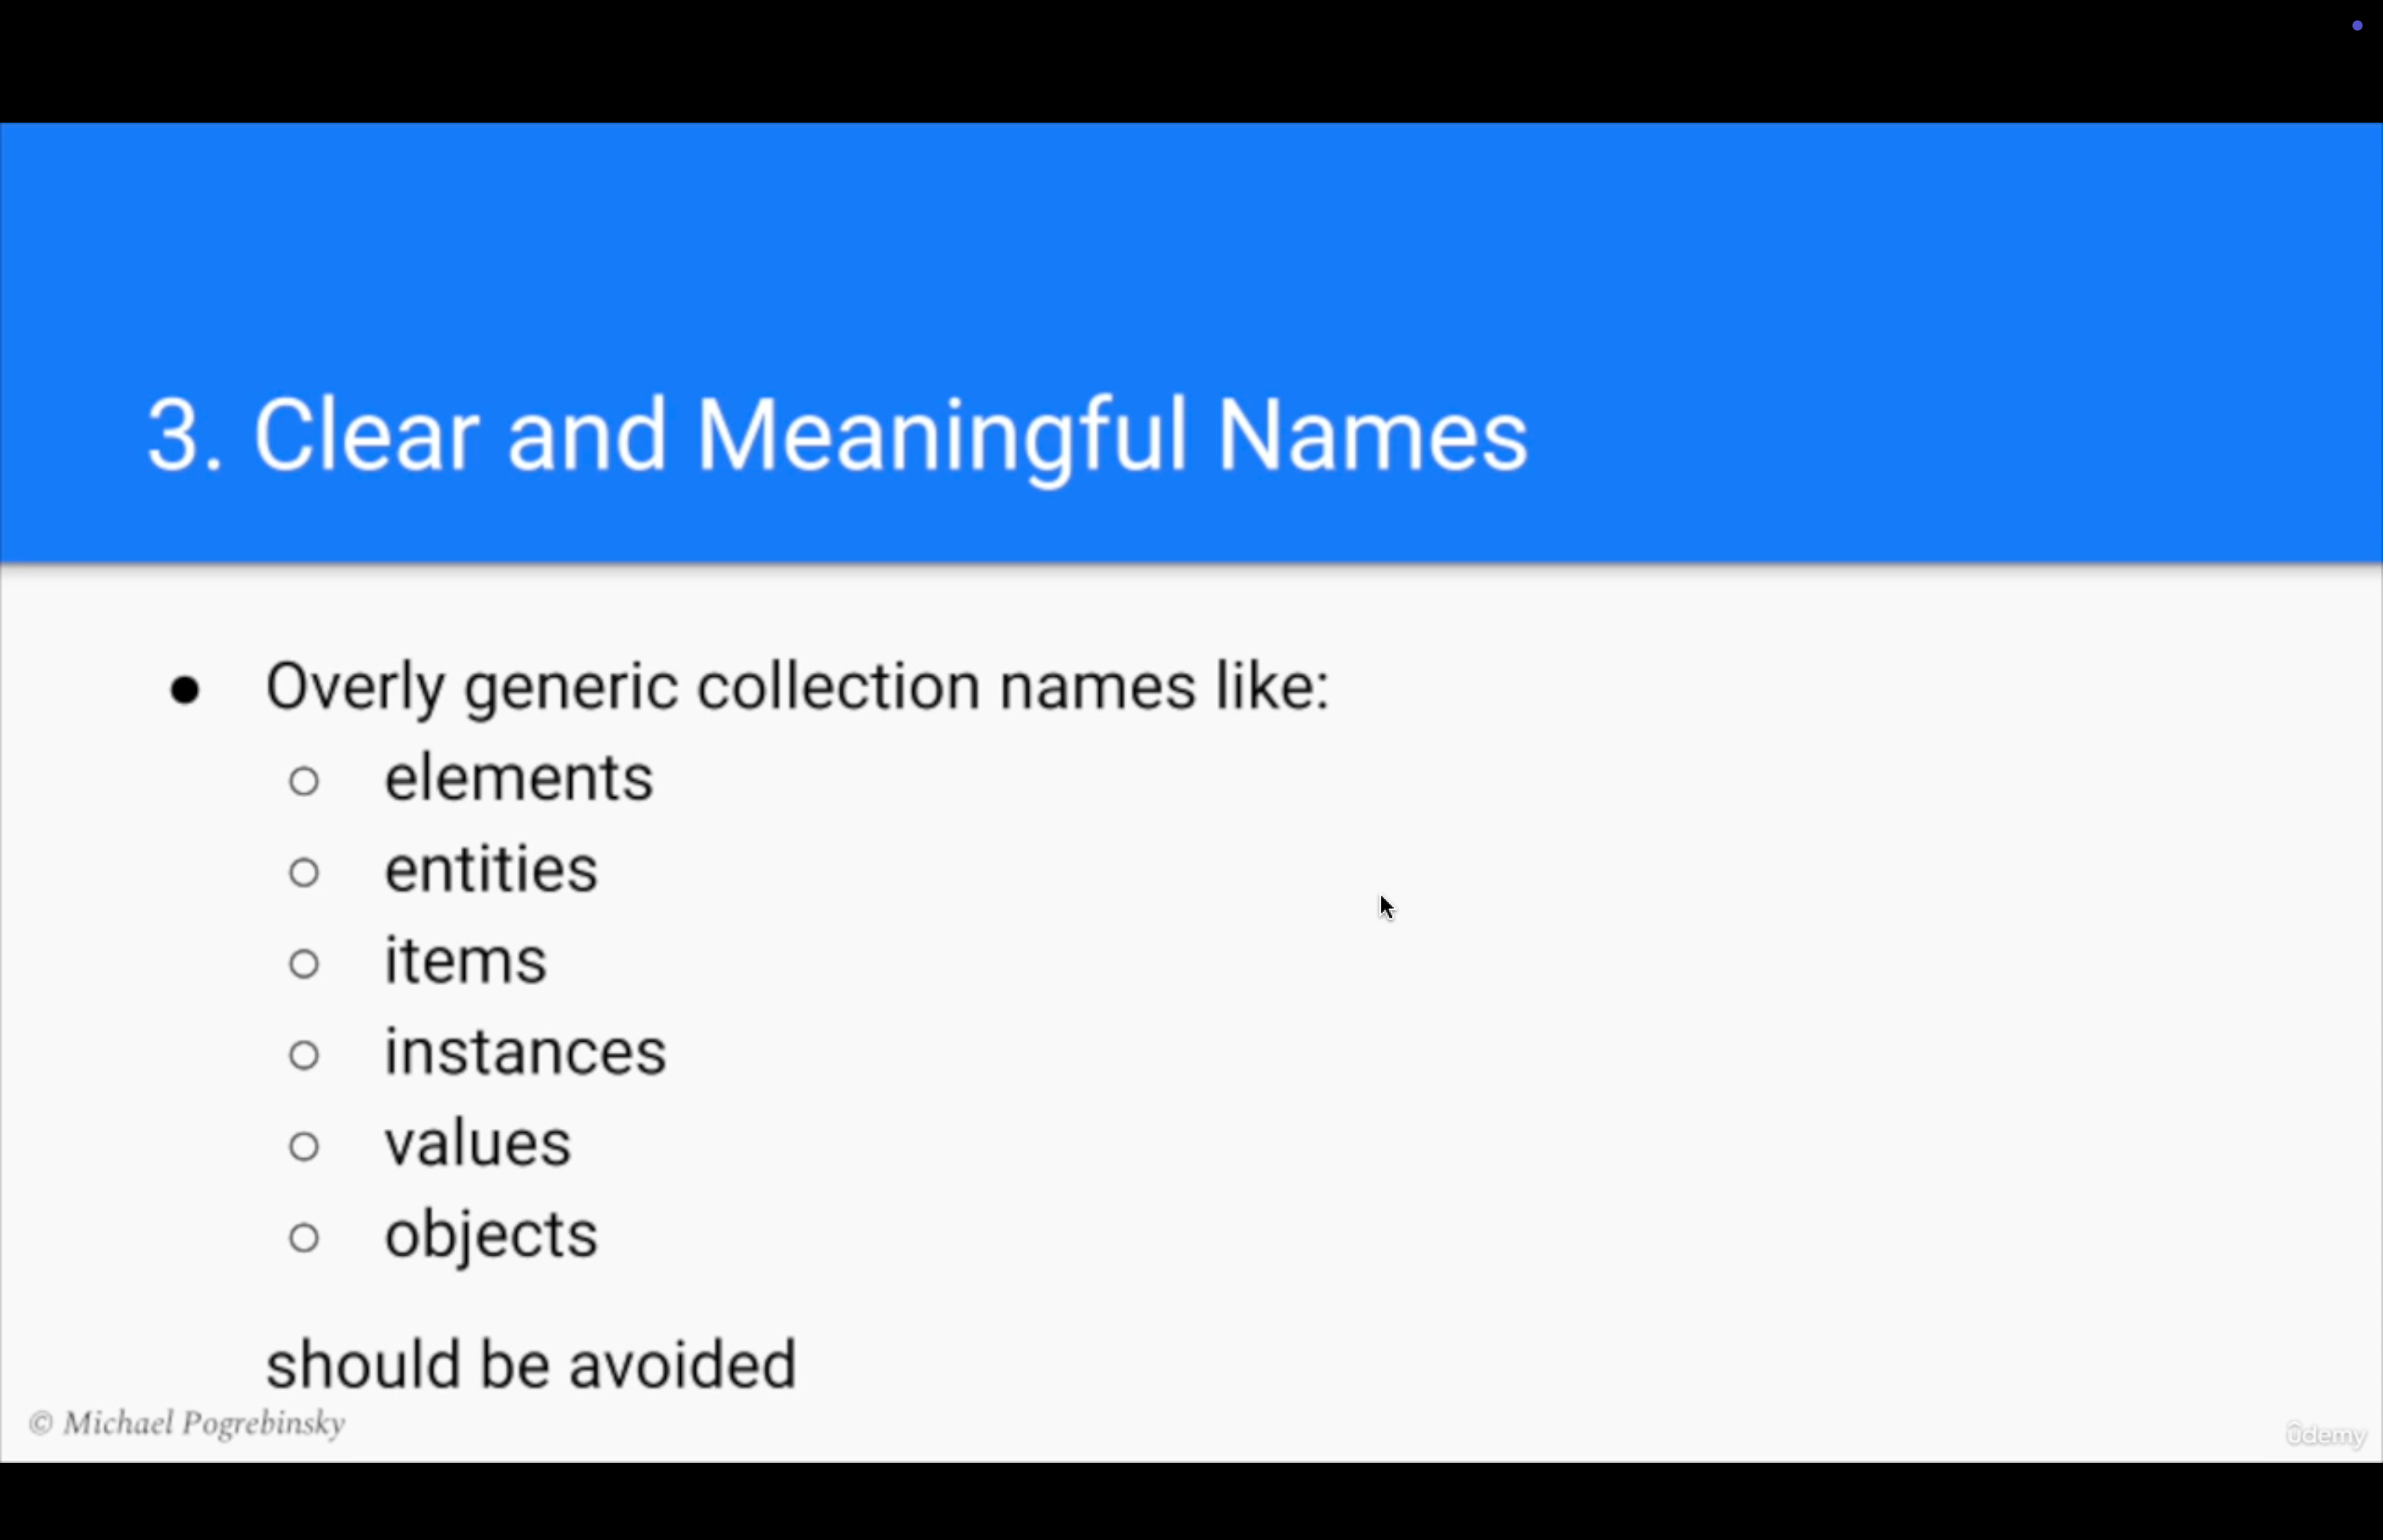 3. Clear and Meaningful Names
● Overly generic collection names like:
○ elements
○ entities
○ items
○ instances
○ values
○ objects
should be avoided
© Michael Pogrebinsky
ûdemy